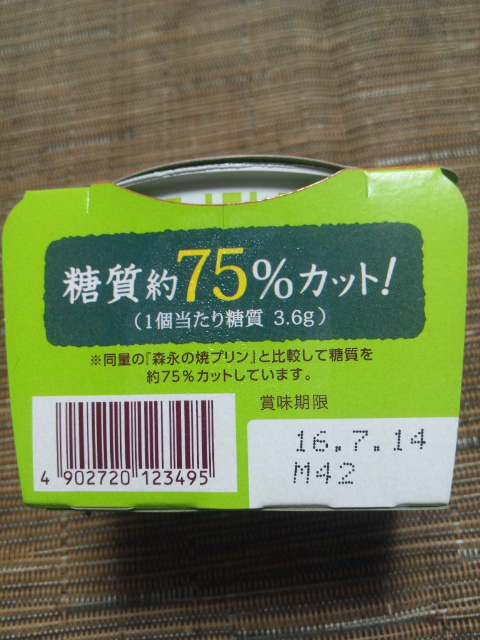 糖質約75%カット!
(1個当たり糖質 3.6g)
※同量の『森永の焼プリン』と比較して糖質を
約75%カットしています。
賞味期限
16.7.14
M42
4 902720 123495